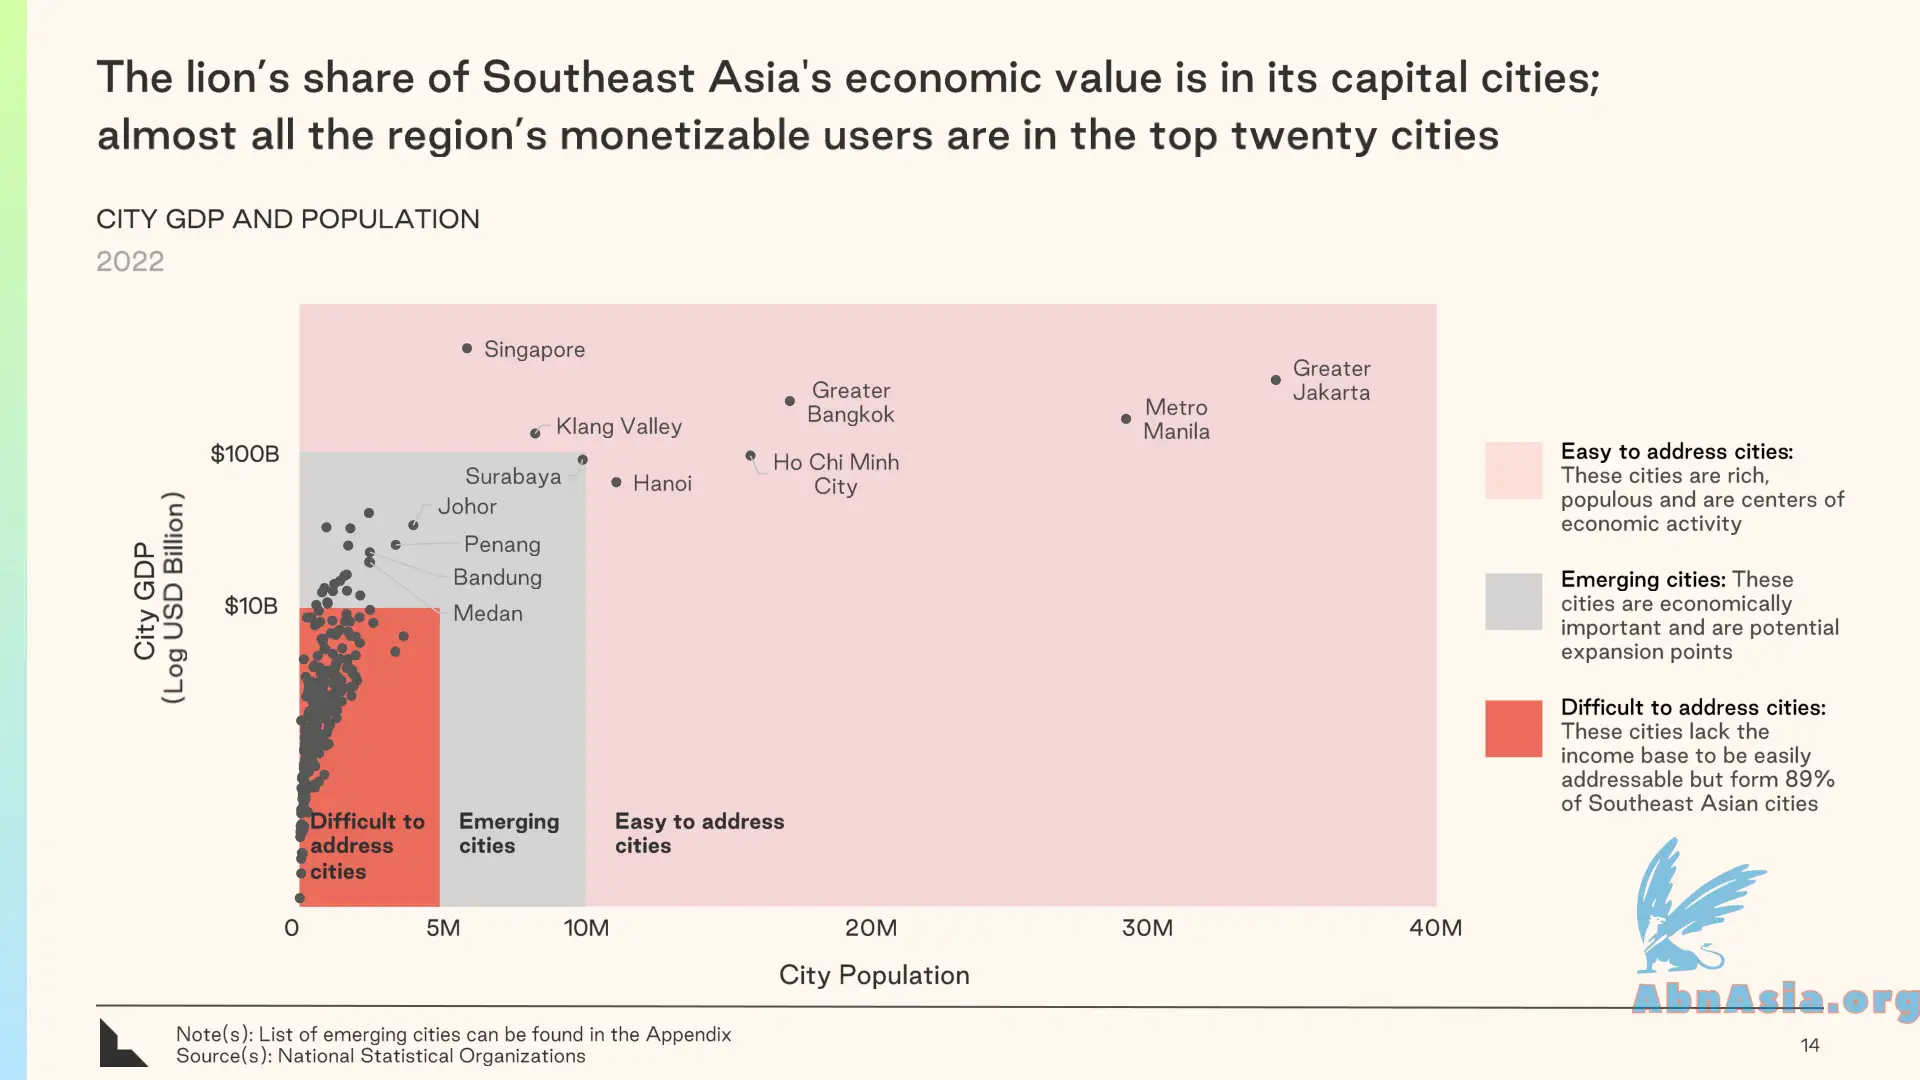 The lion’s share of Southeast Asia's economic value is in its capital cities;
almost all the region’s monetizable users are in the top twenty cities
CITY GDP AND POPULATION
2022
City GDP
(Log USD Billion)
$100B
$10B
Singapore
Greater
Jakarta
Greater
Bangkok
Metro
Manila
Klang Valley
Surabaya
Hanoi
Ho Chi Minh
City
Johor
Penang
Bandung
Medan
Difficult to
address
cities
Emerging
cities
Easy to address
cities
0
5M
10M
20M
30M
40M
City Population
Easy to address cities:
These cities are rich,
populous and are centers of
economic activity
Emerging cities: These
cities are economically
important and are potential
expansion points
Difficult to address cities:
These cities lack the
income base to be easily
addressable but form 89%
of Southeast Asian cities
AbnAsia.org
Note(s): List of emerging cities can be found in the Appendix
Source(s): National Statistical Organizations
14